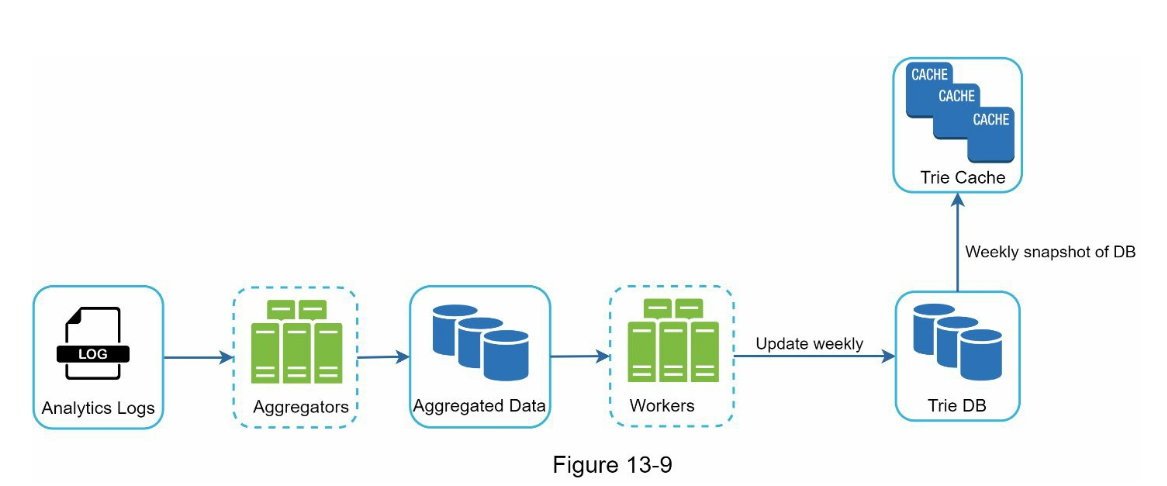 CACHE
CACHE
CACHE
Trie Cache
Weekly snapshot of DB
LOG
Update weekly
Analytics Logs
Aggregators
Aggregated Data
Workers
Trie DB
Figure 13-9